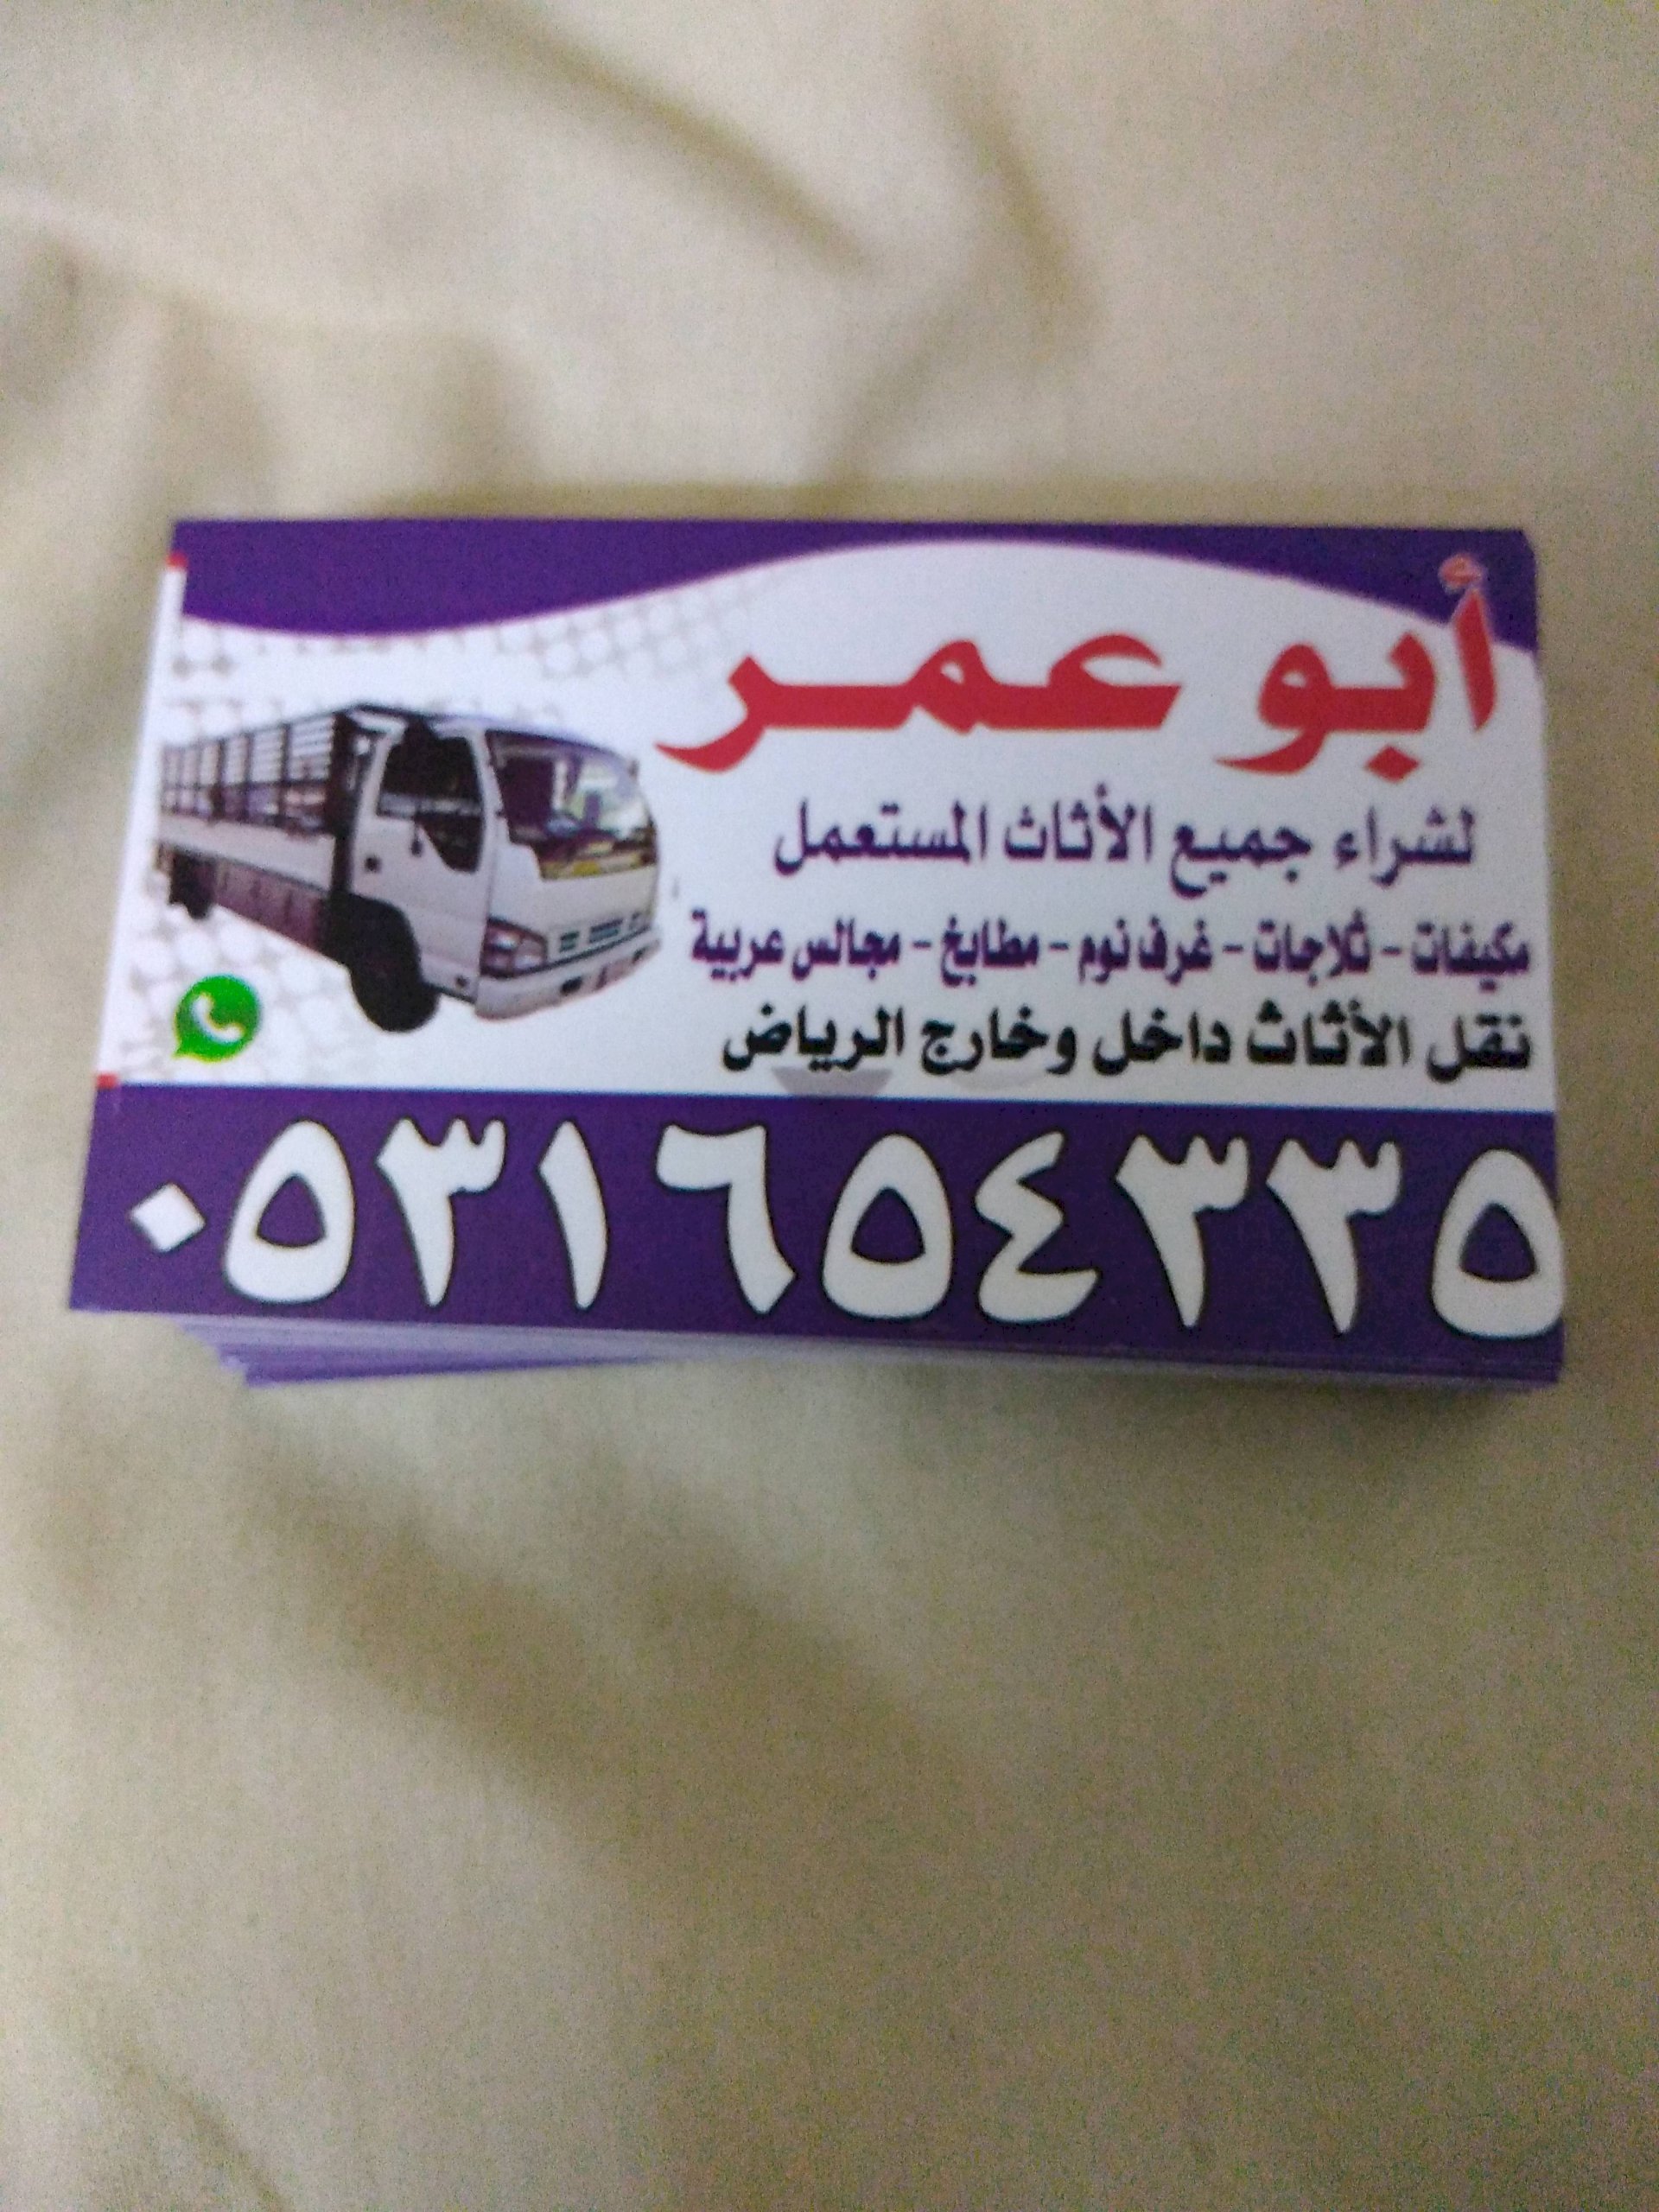 أبو عمر
لشراء جميع الأثاث المستعمل
مكيفات - ثلاجات - غرف نوم - مطابخ - مجالس عربية
نقل الأثاث داخل وخارج الرياض
٠٥٣١٦٥٤٣٣٥